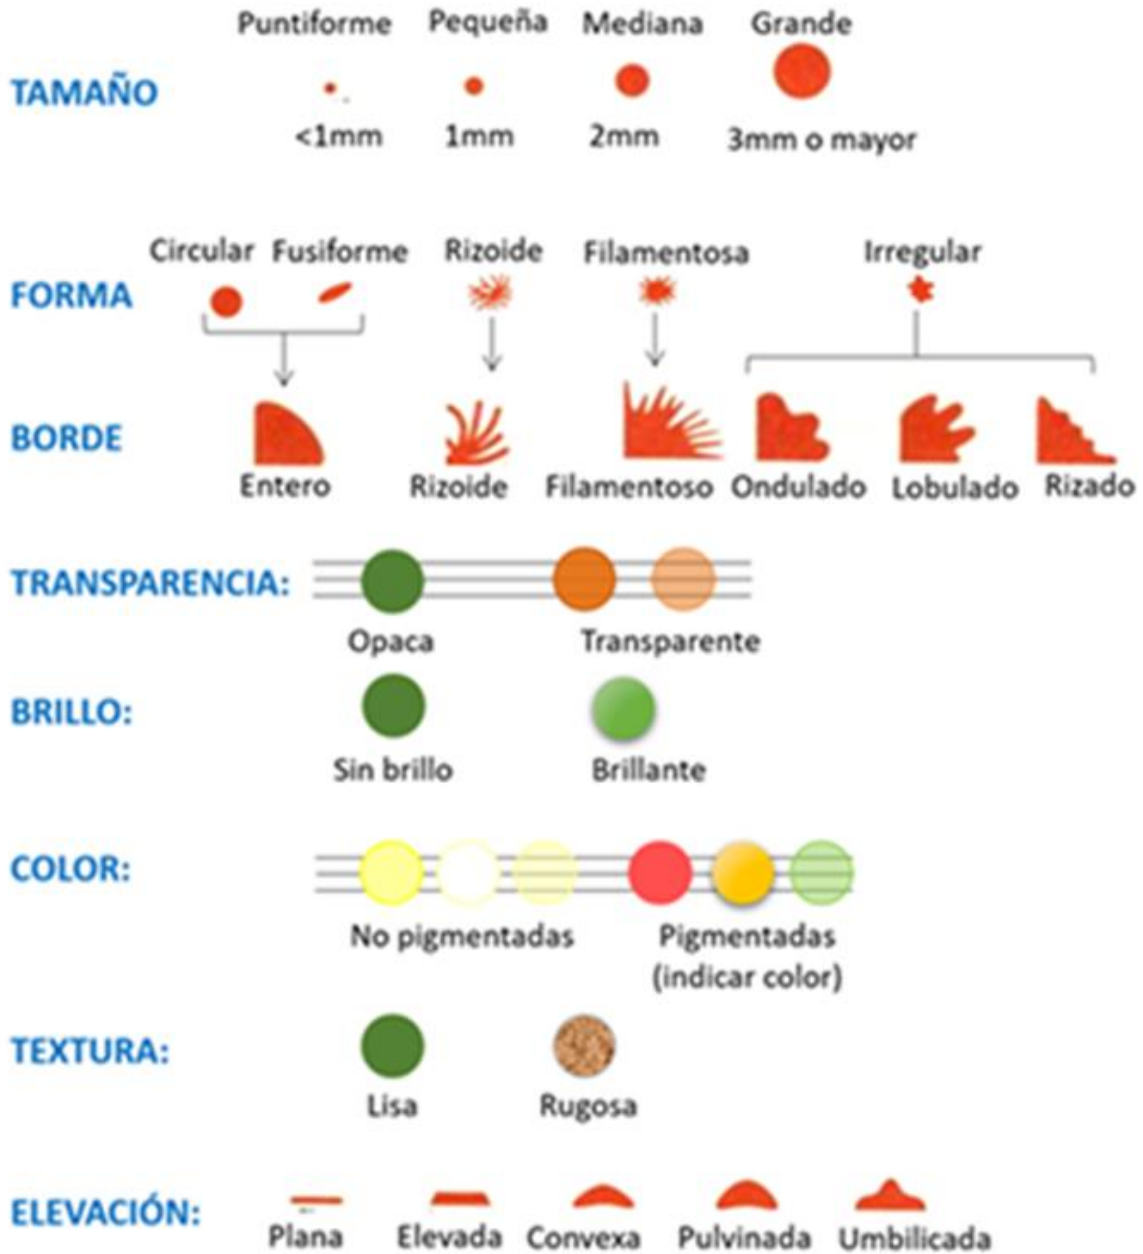 Puntiforme Pequeña Mediana Grande
TAMAÑO
<1mm 1mm 2mm 3mm o mayor
Circular Fusiforme Rizoide Filamentosa Irregular
FORMA
BORDE
Entero Rizoide Filamentoso Ondulado Lobulado Rizado
TRANSPARENCIA:
Opaca Transparente
BRILLO:
Sin brillo Brillante
COLOR:
No pigmentadas Pigmentadas
(indicar color)
TEXTURA:
Lisa Rugosa
ELEVACIÓN:
Plana Elevada Convexa Pulvinada Umbilicada